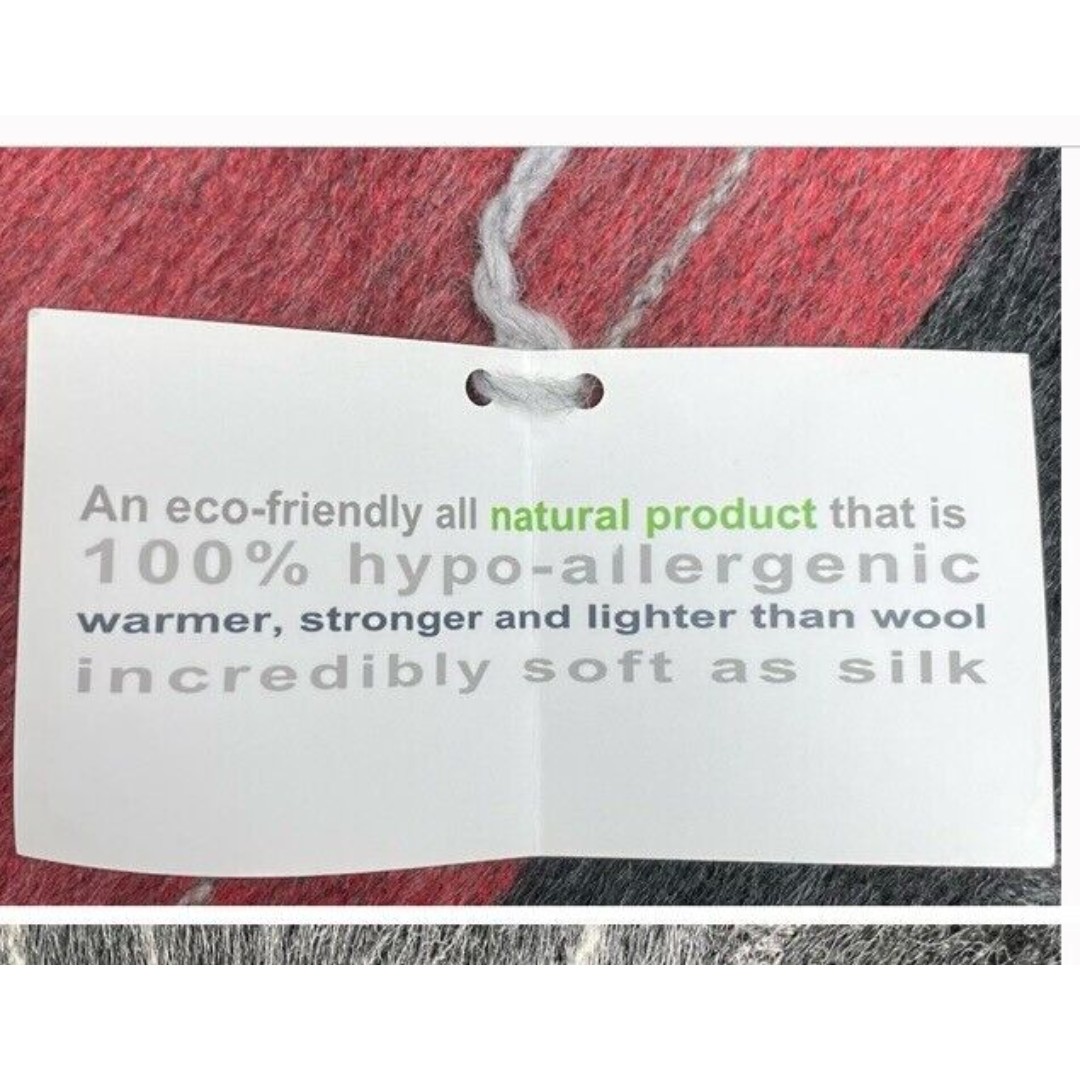 An eco-friendly all natural product that is
100% hypo-allergenic
warmer, stronger and lighter than wool
incredibly soft as silk